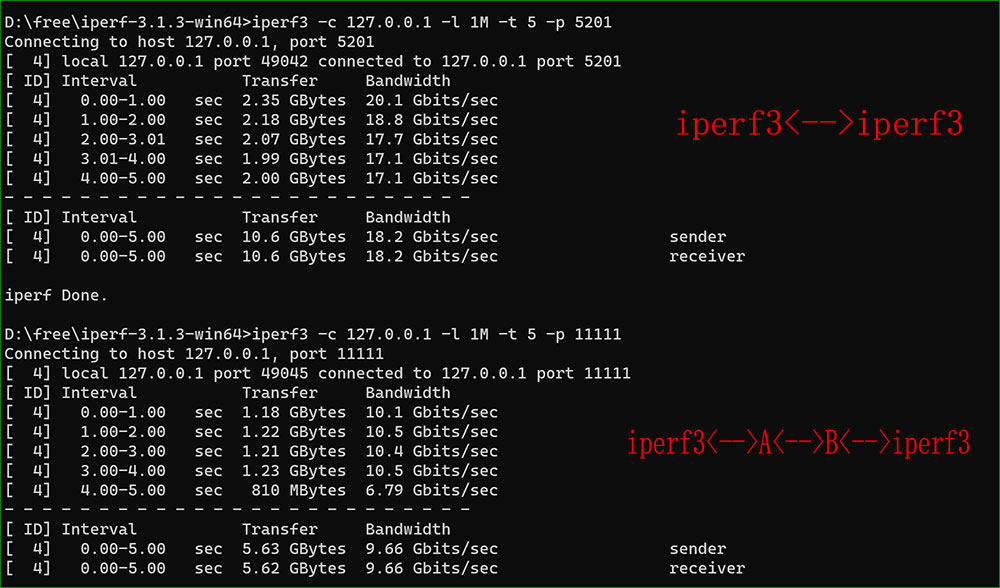 D:\free\iperf-3.1.3-win64>iperf3 -c 127.0.0.1 -l 1M -t 5 -p 5201
Connecting to host 127.0.0.1, port 5201
[  4] local 127.0.0.1 port 49042 connected to 127.0.0.1 port 5201
[ ID] Interval           Transfer     Bandwidth
[  4]   0.00-1.00   sec  2.35 GBytes  20.1 Gbits/sec
[  4]   1.00-2.00   sec  2.18 GBytes  18.8 Gbits/sec
iperf3<-->iperf3
[  4]   2.00-3.01   sec  2.07 GBytes  17.7 Gbits/sec
[  4]   3.01-4.00   sec  1.99 GBytes  17.1 Gbits/sec
[  4]   4.00-5.00   sec  2.00 GBytes  17.1 Gbits/sec
- - - - - - - - - - - - - - - - - - - - - - - - -
[ ID] Interval           Transfer     Bandwidth
[  4]   0.00-5.00   sec  10.6 GBytes  18.2 Gbits/sec                  sender
[  4]   0.00-5.00   sec  10.6 GBytes  18.2 Gbits/sec                  receiver
iperf Done.
D:\free\iperf-3.1.3-win64>iperf3 -c 127.0.0.1 -l 1M -t 5 -p 11111
Connecting to host 127.0.0.1, port 11111
[  4] local 127.0.0.1 port 49045 connected to 127.0.0.1 port 11111
[ ID] Interval           Transfer     Bandwidth
[  4]   0.00-1.00   sec  1.18 GBytes  10.1 Gbits/sec
[  4]   1.00-2.00   sec  1.22 GBytes  10.5 Gbits/sec
iperf3<-->A<-->B<-->iperf3
[  4]   2.00-3.00   sec  1.21 GBytes  10.4 Gbits/sec
[  4]   3.00-4.00   sec  1.23 GBytes  10.5 Gbits/sec
[  4]   4.00-5.00   sec   810 MBytes  6.79 Gbits/sec
- - - - - - - - - - - - - - - - - - - - - - - - -
[ ID] Interval           Transfer     Bandwidth
[  4]   0.00-5.00   sec  5.63 GBytes  9.66 Gbits/sec                  sender
[  4]   0.00-5.00   sec  5.62 GBytes  9.66 Gbits/sec                  receiver